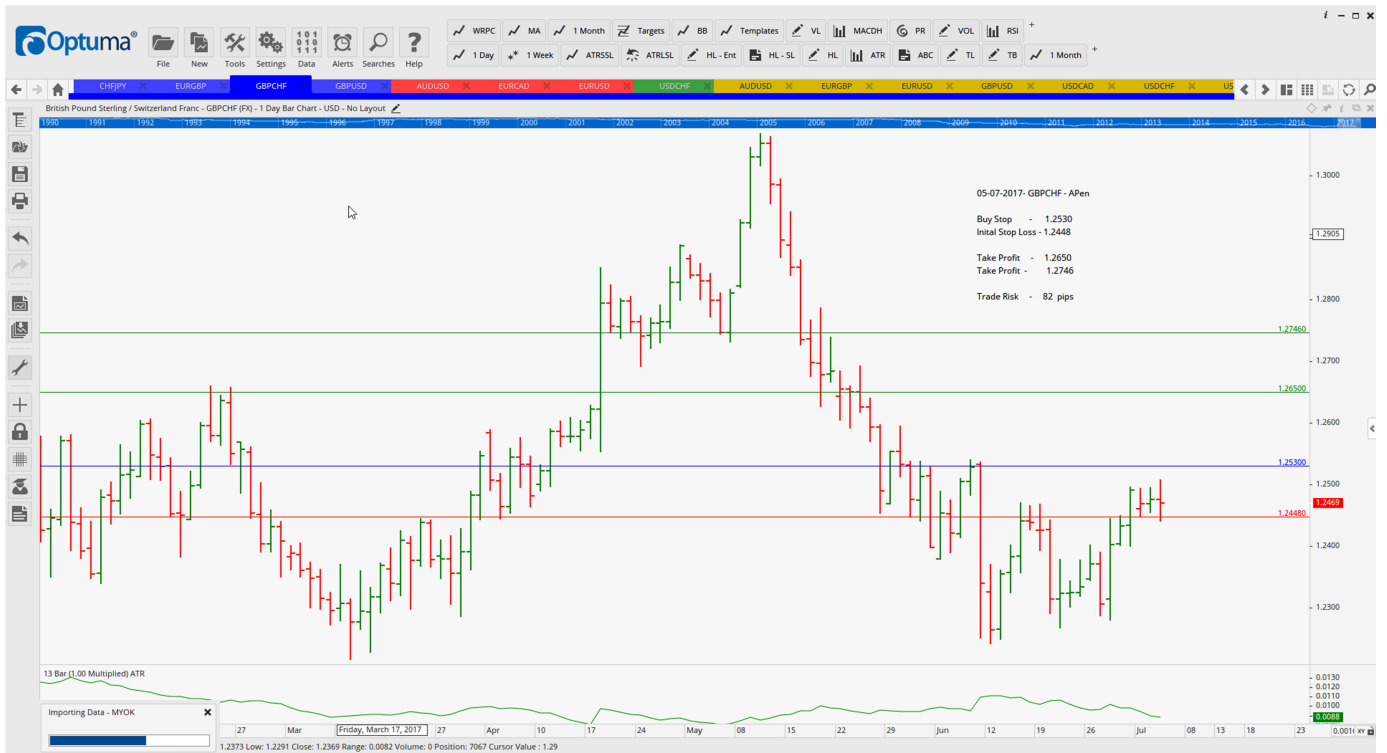 Optuma®
File New Tools Settings Data Alerts Searches Help
WRPC MA 1 Month Targets BB Templates VL MACDH PR VOL RSI
1 Day 1 Week ATRSSL ATRLSL HL - Ent HL - SL HL ATR ABC TL TB 1 Month
CHFJPY EURGBP GBPCHF GBPUSD AUDUSD EURCAD EURUSD USDCHF AUDUSD EURGBP EURUSD GBPUSD USDCAD USDCHF US
British Pound Sterling / Switzerland Franc - GBPCHF (FX) - 1 Day Bar Chart - USD - No Layout
1990 1991 1992 1993 1994 1995 1996 1997 1998 1999 2000 2001 2002 2003 2004 2005 2006 2007 2008 2009 2010 2011 2012 2013 2014 2015 2016 2017
05-07-2017- GBPCHF - APen
Buy Stop - 1.2530
Inital Stop Loss - 1.2448
Take Profit - 1.2650
Take Profit - 1.2746
Trade Risk - 82 pips
1.3000
1.2905
1.2800
1.27460
1.2700
1.26500
1.2600
1.25300
1.2500
1.2469
1.24480
1.2400
1.2300
13 Bar (1.00 Multiplied) ATR
0.0130
0.0120
0.0110
0.0100
0.0088
Importing Data - MYOK
27 Mar Friday, March 17, 2017 27 Apr 10 17 24 May 08 15 22 Jun 12 19 26 Jul 08 13 18 23 0.001( XY
1.2373 Low: 1.2291 Close: 1.2369 Range: 0.0082 Volume: 0 Position: 7067 Cursor Value : 1.29